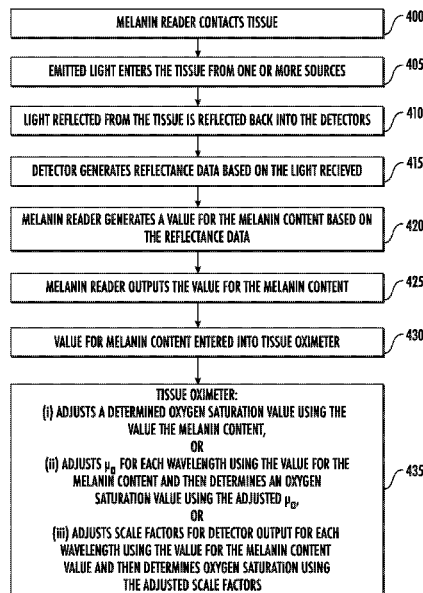 MELANIN READER CONTACTS TISSUE
400
EMITTED LIGHT ENTERS THE TISSUE FROM ONE OR MORE SOURCES
405
LIGHT REFLECTED FROM THE TISSUE IS REFLECTED BACK INTO THE DETECTORS
410
DETECTOR GENERATES REFLECTANCE DATA BASED ON THE LIGHT RECIEVED
415
MELANIN READER GENERATES A VALUE FOR THE MELANIN CONTENT BASED ON
THE REFLECTANCE DATA
420
MELANIN READER OUTPUTS THE VALUE FOR THE MELANIN CONTENT
425
VALUE FOR MELANIN CONTENT ENTERED INTO TISSUE OXIMETER
430
TISSUE OXIMETER:
(i) ADJUSTS A DETERMINED OXYGEN SATURATION VALUE USING THE
VALUE THE MELANIN CONTENT,
OR
(ii) ADJUSTS μa FOR EACH WAVELENGTH USING THE VALUE FOR THE
MELANIN CONTENT AND THEN DETERMINES AN OXYGEN
SATURATION VALUE USING THE ADJUSTED μa,
OR
(iii) ADJUSTS SCALE FACTORS FOR DETECTOR OUTPUT FOR EACH
WAVELENGTH USING THE VALUE FOR THE MELANIN CONTENT
VALUE AND THEN DETERMINES OXYGEN SATURATION USING
THE ADJUSTED SCALE FACTORS
435